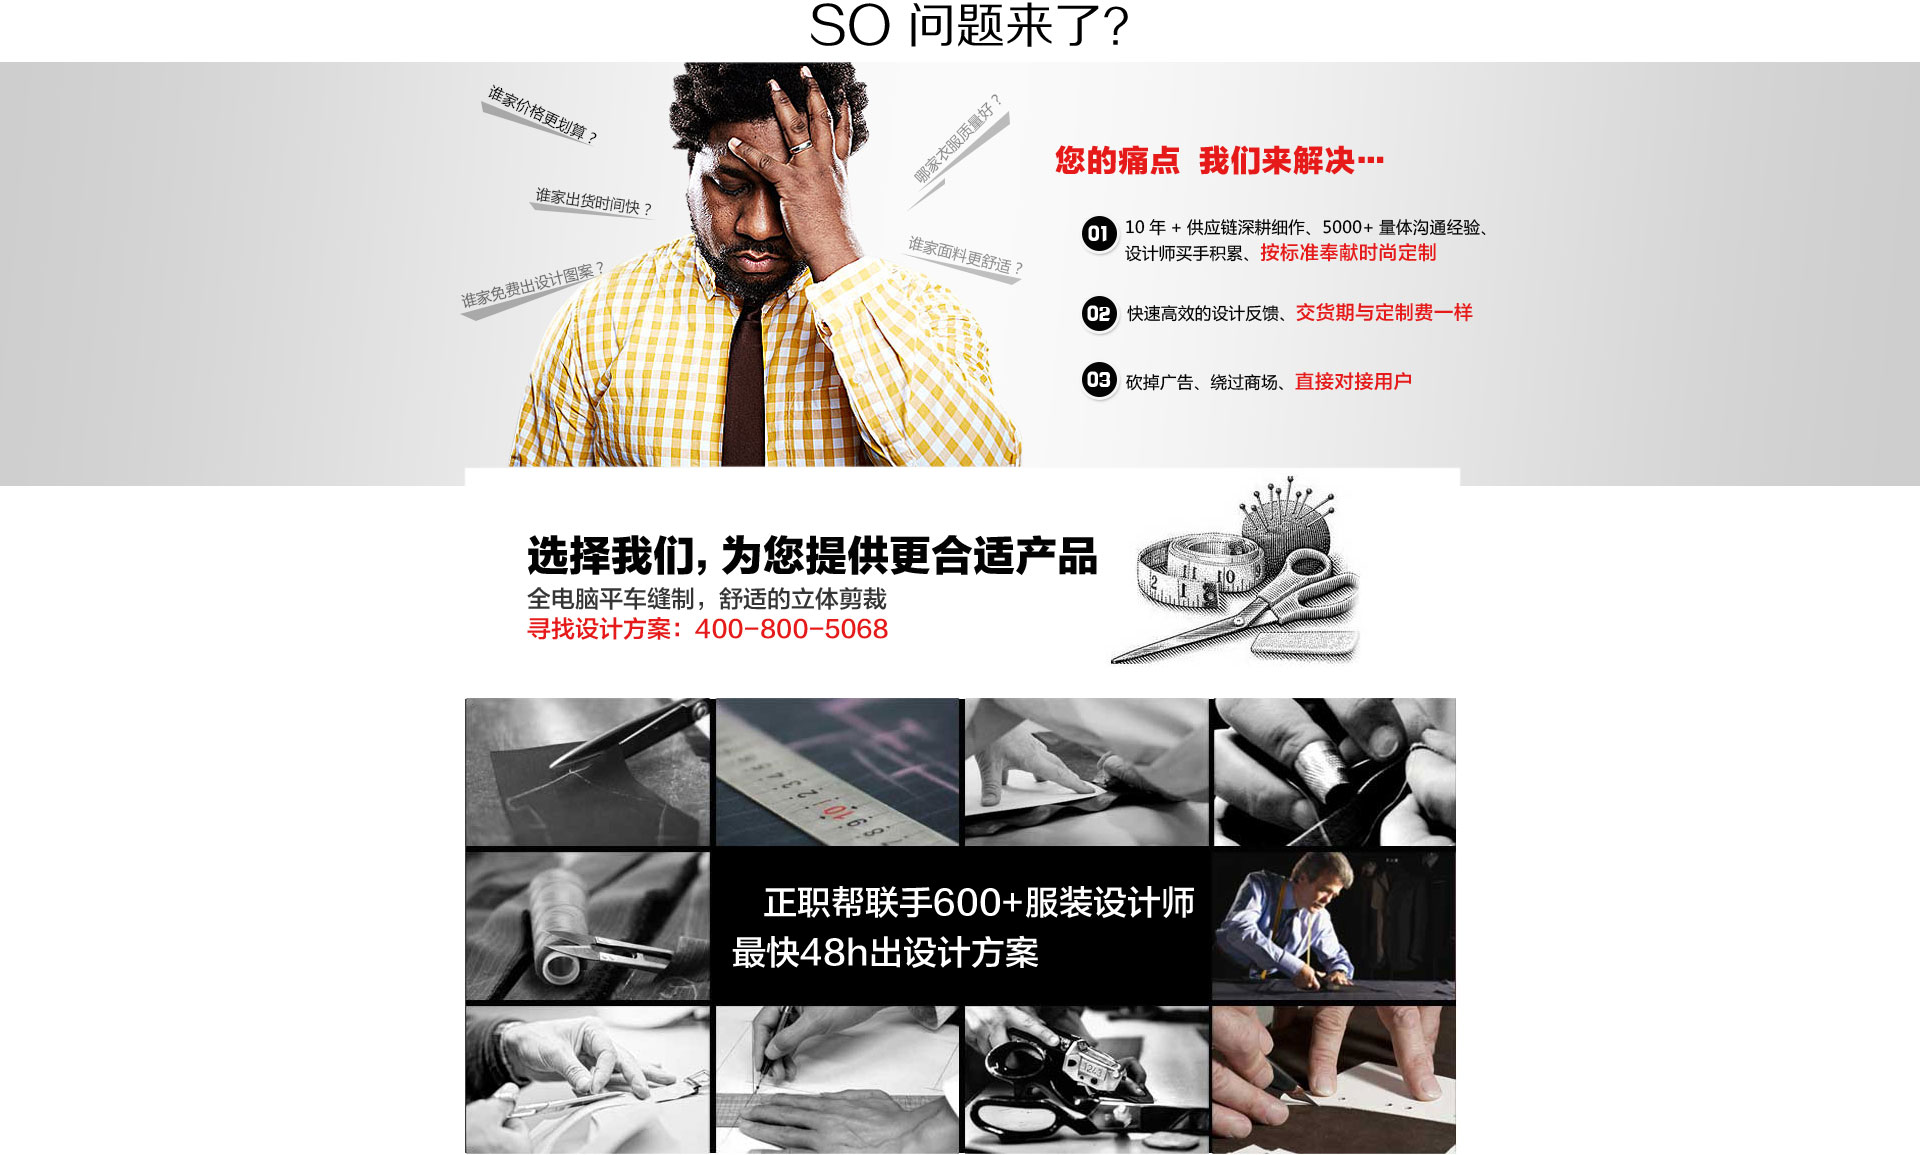 SO 问题来了?
谁家价格更划算？
谁家出货时间快？
谁家免费出设计图案？
哪家衣服质量好？
谁家面料更舒适？
您的痛点 我们来解决···
01 10 年 + 供应链深耕细作、5000+ 量体沟通经验、
设计师买手积累、按标准奉献时尚定制
02 快速高效的设计反馈、交货期与定制费一样
03 砍掉广告、绕过商场、直接对接用户
选择我们，为您提供更合适产品
全电脑平车缝制，舒适的立体剪裁
寻找设计方案：400-800-5068
正职帮联手600+服装设计师
最快48h出设计方案